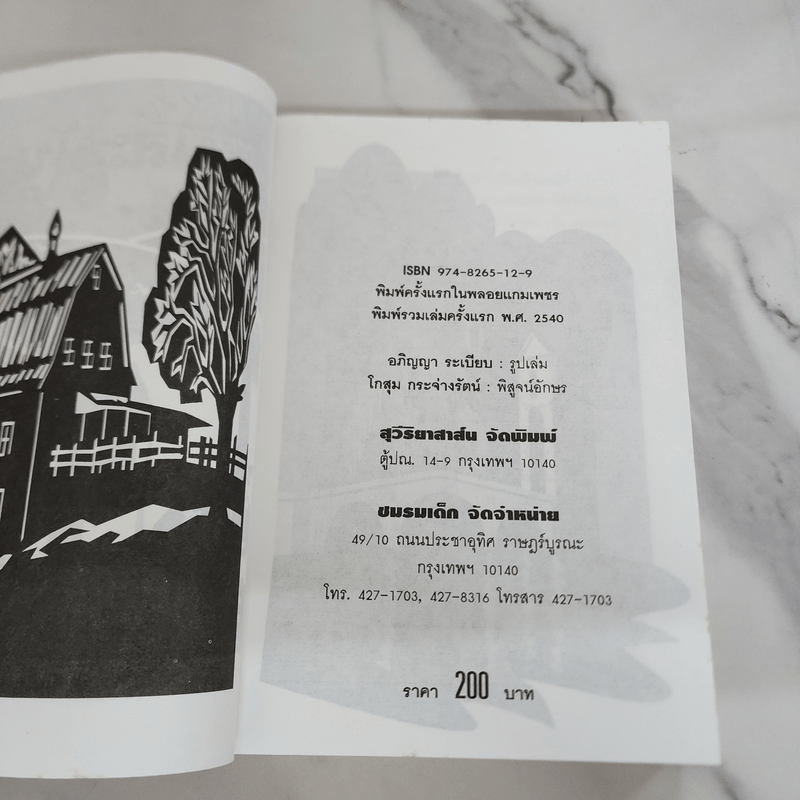 ISBN 974-8265-12-9
พิมพ์ครั้งแรกในพลอยแกมเพชร
พิมพ์รวมเล่มครั้งแรก พ.ศ. 2540
อภิญญา ระเบียบ : รูปเล่ม
โกสุม กระจ่างรัตน์ : พิสูจน์อักษร
สุวีริยาสาส์น จัดพิมพ์
ตู้ปณ. 14-9 กรุงเทพฯ 10140
ชมรมเด็ก จัดจำหน่าย
49/10 ถนนประชาอุทิศ ราษฎร์บูรณะ
กรุงเทพฯ 10140
โทร. 427-1703, 427-8316 โทรสาร 427-1703
ราคา 200 บาท